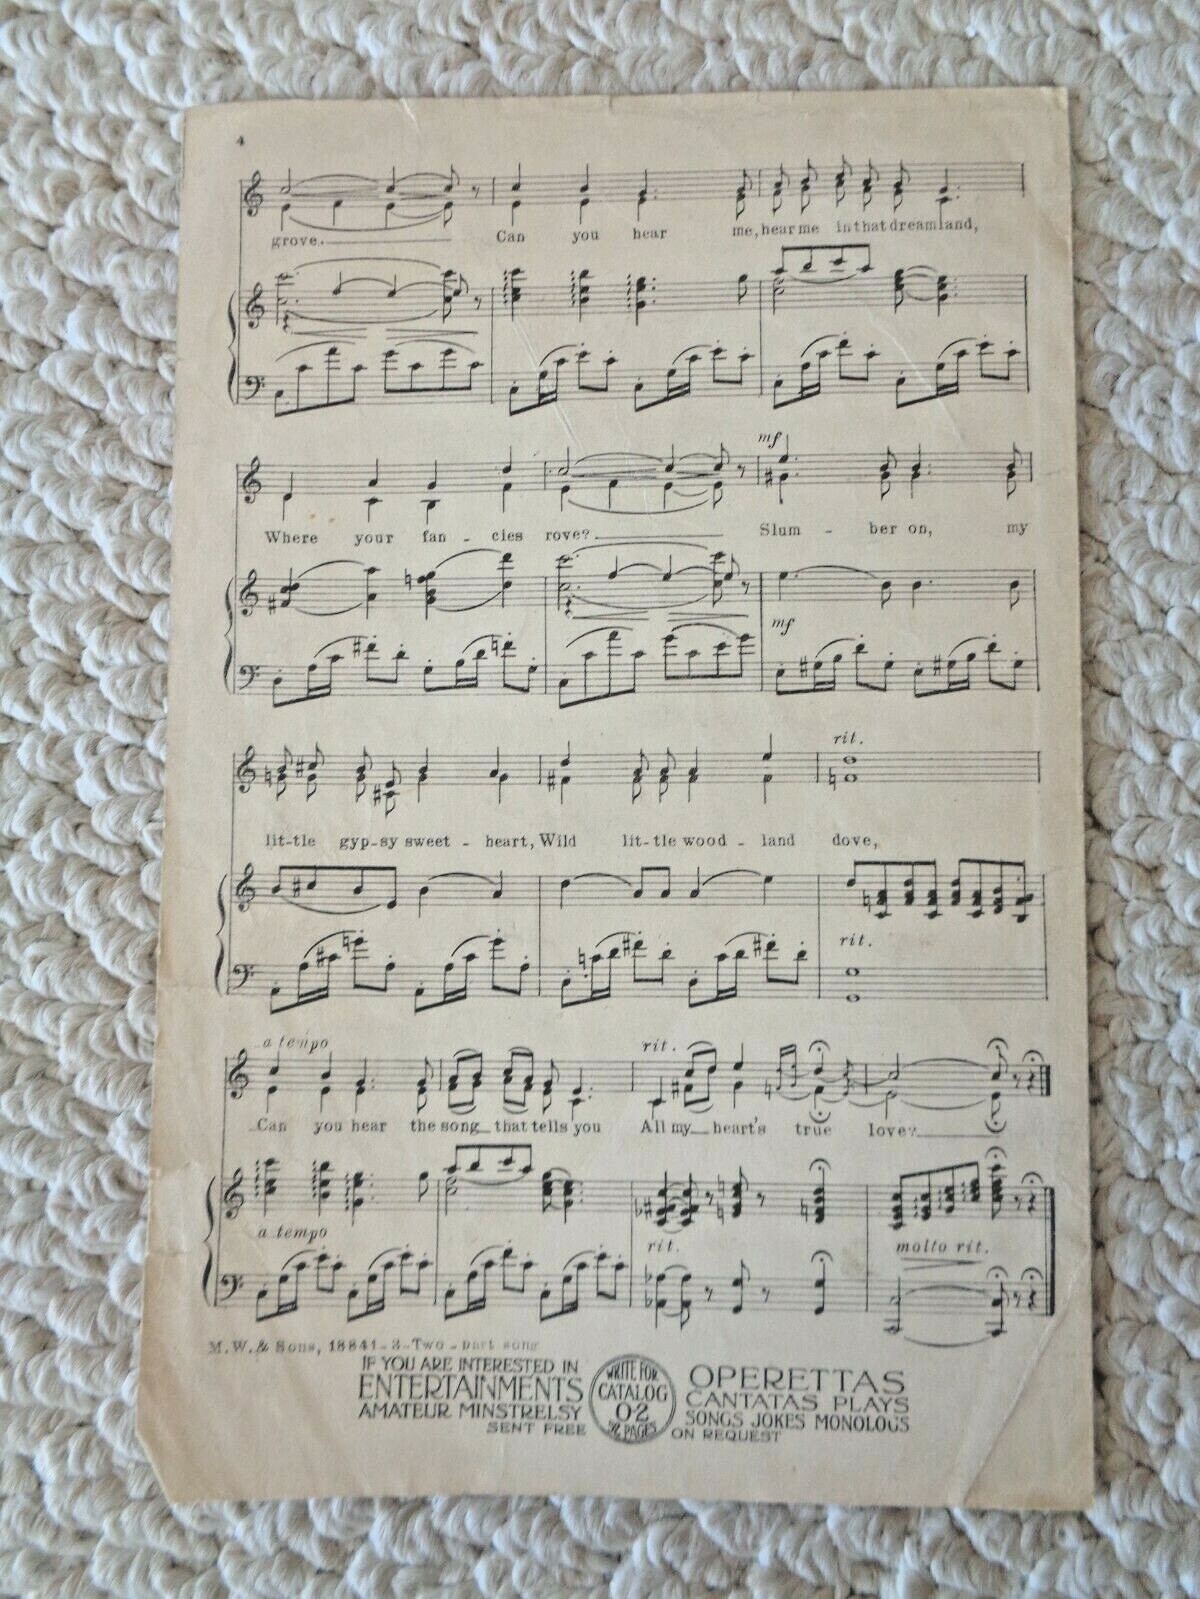 4
grove. Can you hear me, hear me in that dreamland,
mf
Where your fan - cies rove? Slum - ber on, my
mf
rit.
lit-tle gyp-sy sweet - heart, Wild lit-tle wood - land dove,
rit.
a tempo rit.
Can you hear the song that tells you All my heart's true love?
a tempo rit. molto rit.
M. W. & Sons, 18841-3-Two-part song
IF YOU ARE INTERESTED IN
ENTERTAINMENTS
AMATEUR MINSTRELSY
SENT FREE
WRITE FOR
CATALOG
O-2
PAGES
OPERETTAS
CANTATAS PLAYS
SONGS JOKES MONOLOGS
ON REQUEST